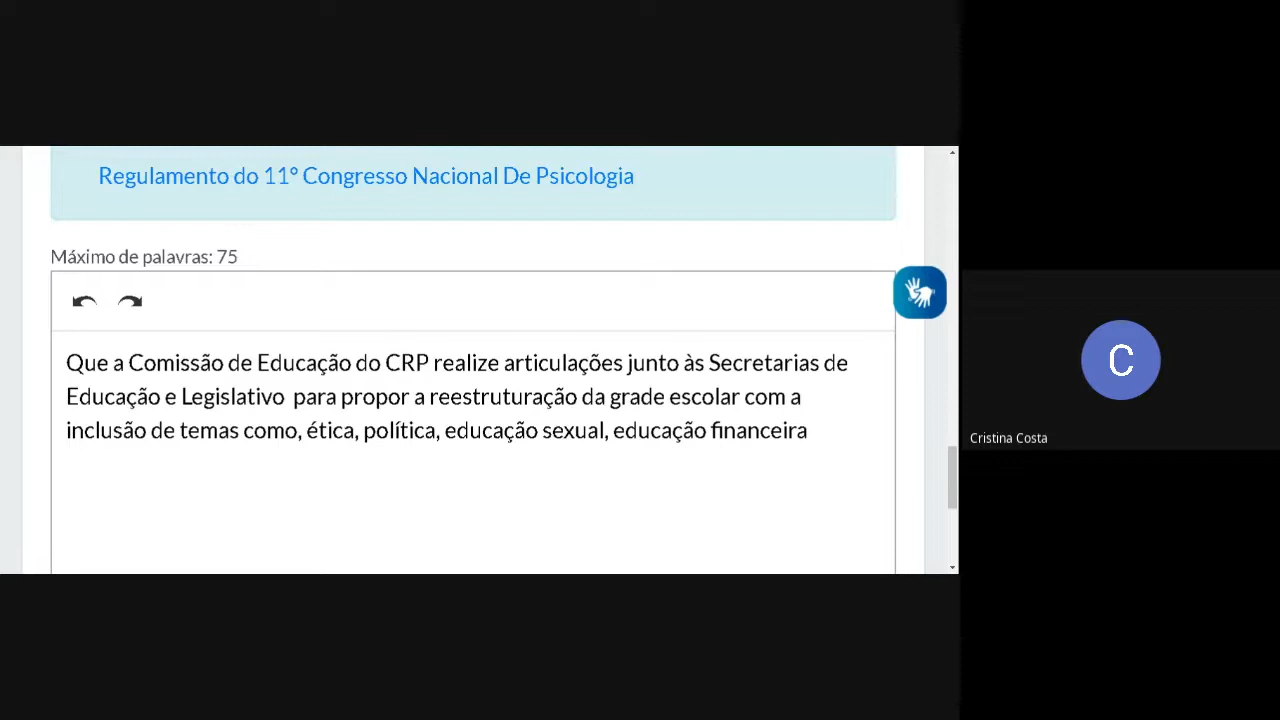 Regulamento do 11º Congresso Nacional De Psicologia
Máximo de palavras: 75
Que a Comissão de Educação do CRP realize articulações junto às Secretarias de
Educação e Legislativo  para propor a reestruturação da grade escolar com a
inclusão de temas como, ética, política, educação sexual, educação financeira
C
Cristina Costa